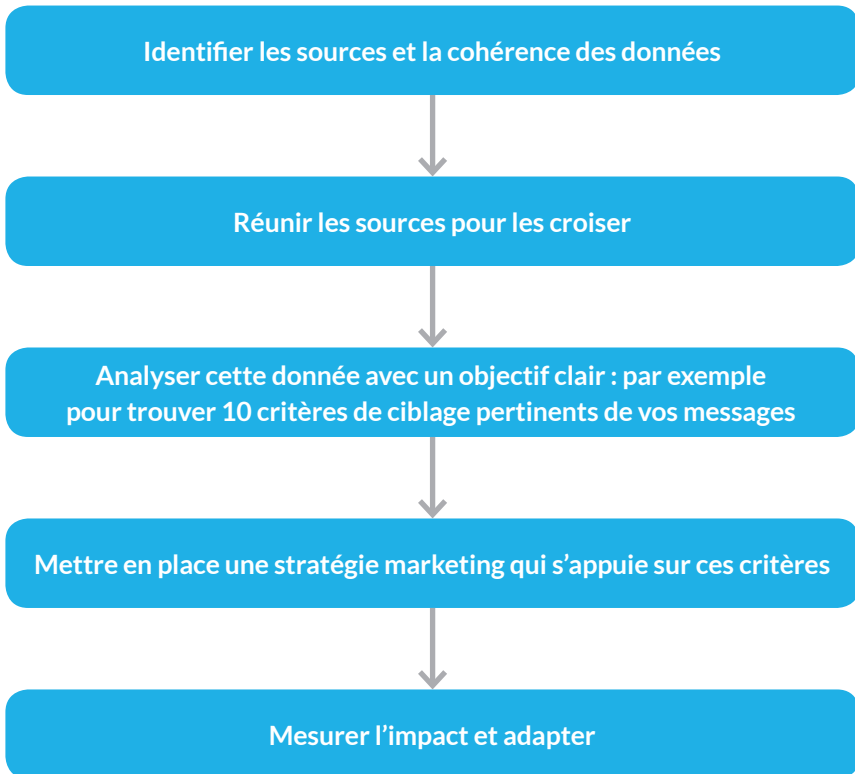 Identifier les sources et la cohérence des données
Réunir les sources pour les croiser
Analyser cette donnée avec un objectif clair : par exemple
pour trouver 10 critères de ciblage pertinents de vos messages
Mettre en place une stratégie marketing qui s’appuie sur ces critères
Mesurer l’impact et adapter